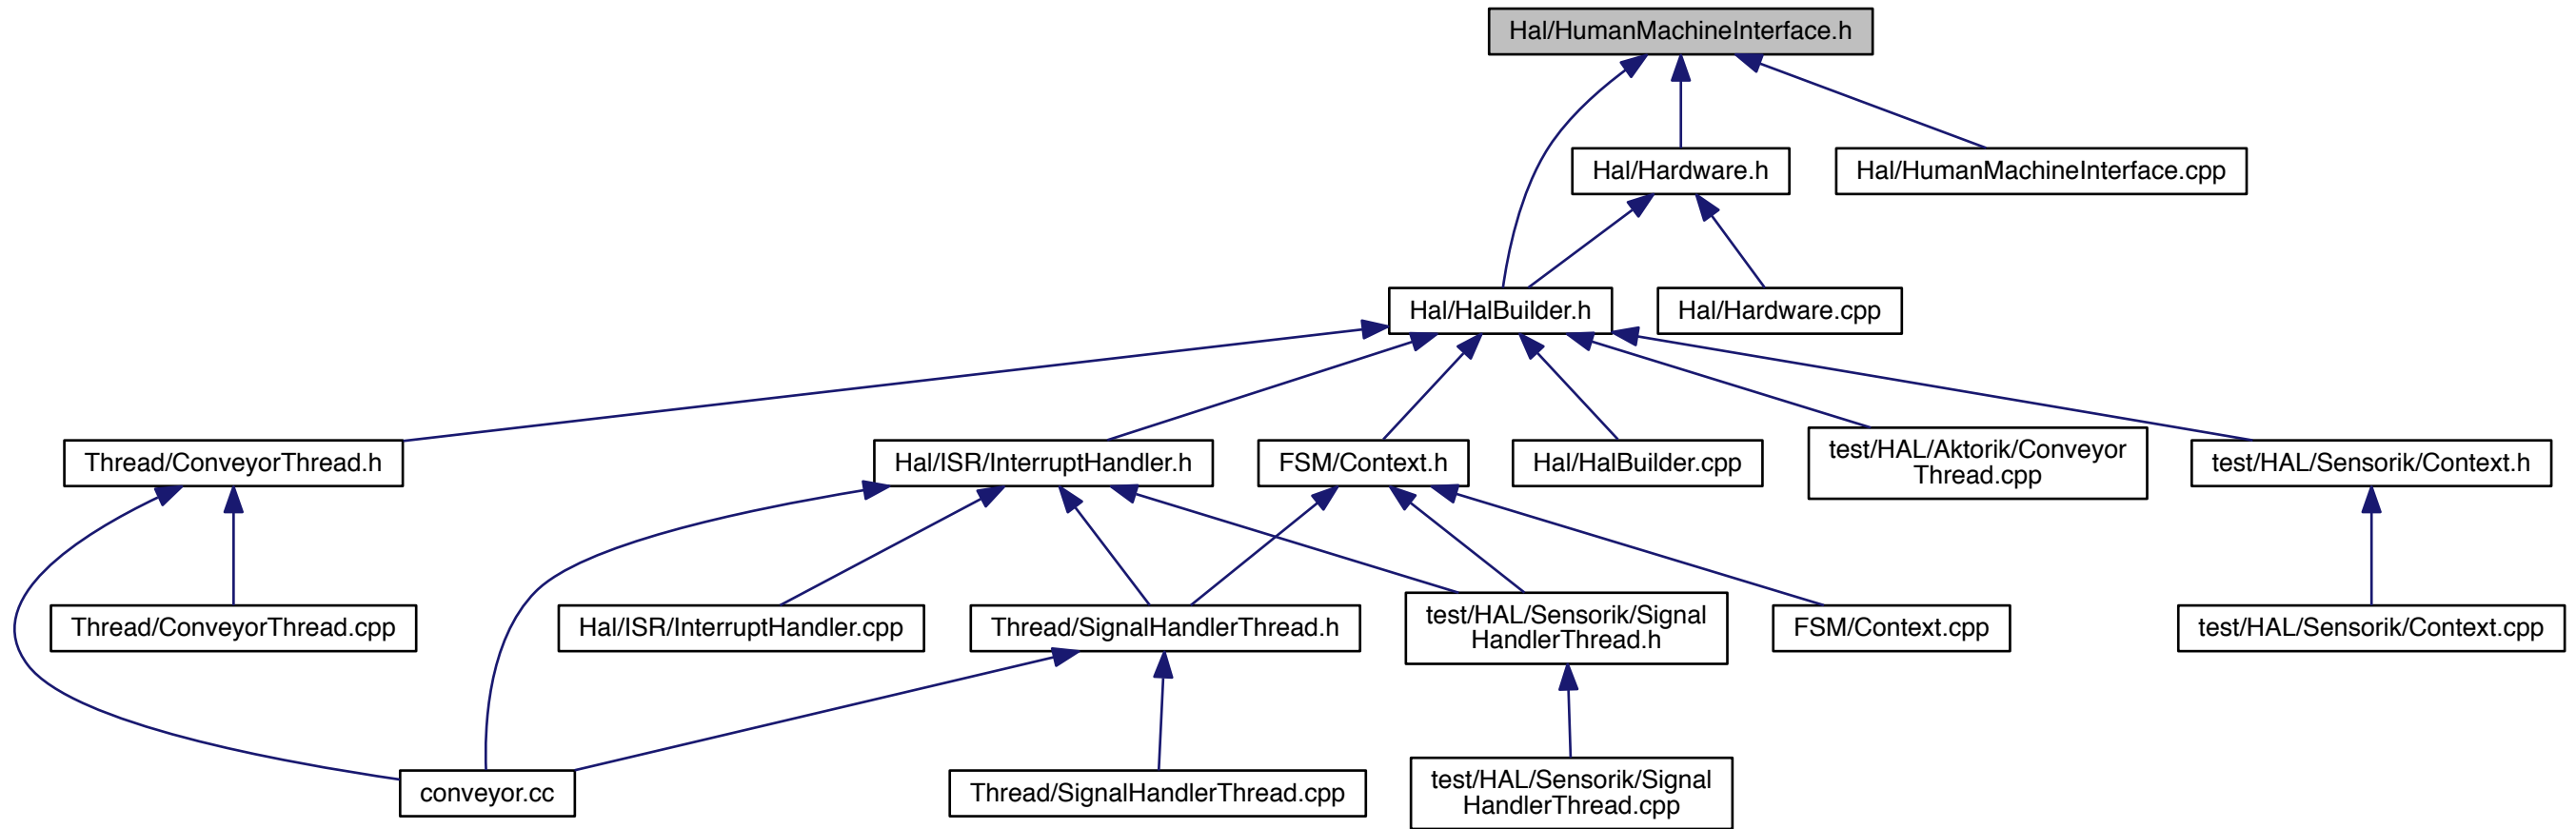 Hal/HumanMachineInterface.h
Hal/Hardware.h
Hal/HumanMachineInterface.cpp
Hal/HalBuilder.h
Hal/Hardware.cpp
Thread/ConveyorThread.h
Hal/ISR/InterruptHandler.h
FSM/Context.h
Hal/HalBuilder.cpp
test/HAL/Aktorik/Conveyor
Thread.cpp
test/HAL/Sensorik/Context.h
Thread/ConveyorThread.cpp
Hal/ISR/InterruptHandler.cpp
Thread/SignalHandlerThread.h
test/HAL/Sensorik/Signal
HandlerThread.h
FSM/Context.cpp
test/HAL/Sensorik/Context.cpp
conveyor.cc
Thread/SignalHandlerThread.cpp
test/HAL/Sensorik/Signal
HandlerThread.cpp